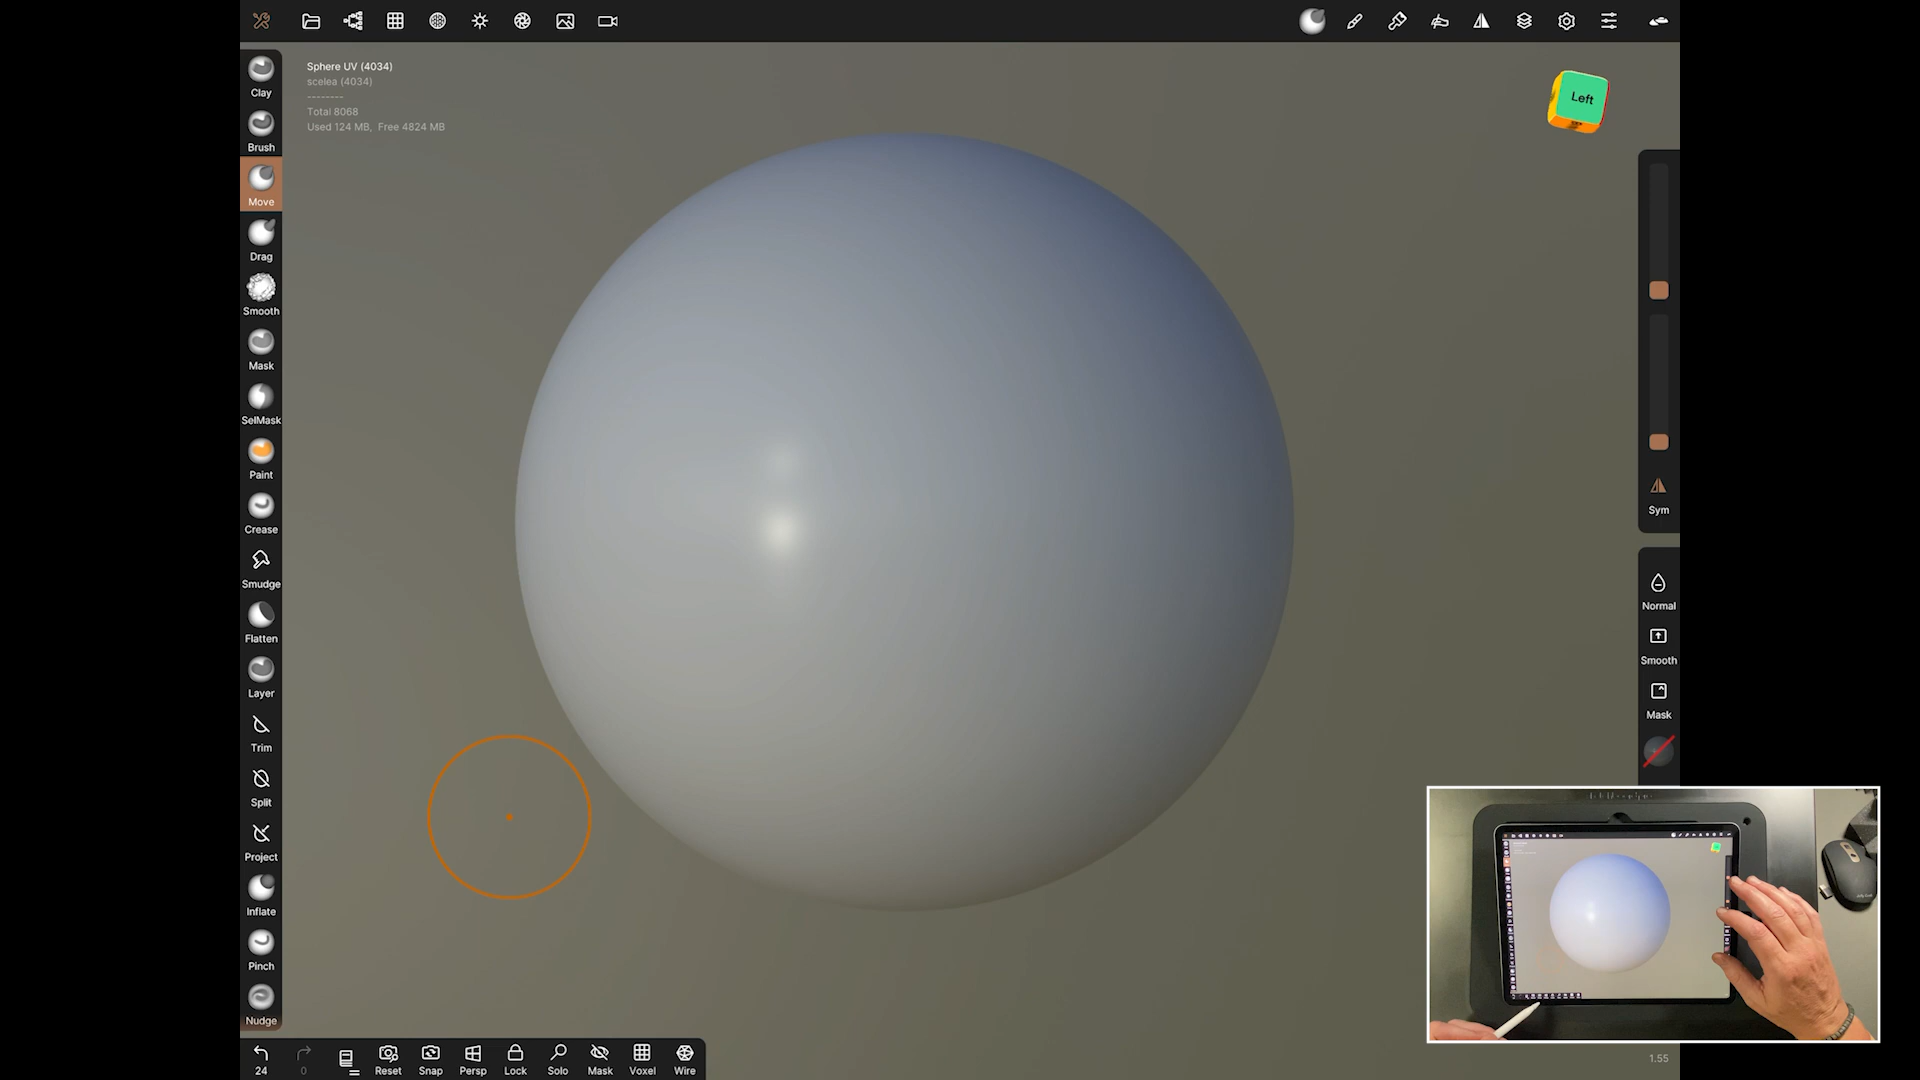 Sphere UV (4034)
scelea (4034)
--------
Total 8068
Used 124 MB, Free 4824 MB
Left
Clay
Brush
Move
Drag
Smooth
Mask
SelMask
Paint
Crease
Smudge
Flatten
Layer
Trim
Split
Project
Inflate
Pinch
Nudge
Sym
Normal
Smooth
Mask
24
0
Reset
Snap
Persp
Lock
Solo
Mask
Voxel
Wire
1.55